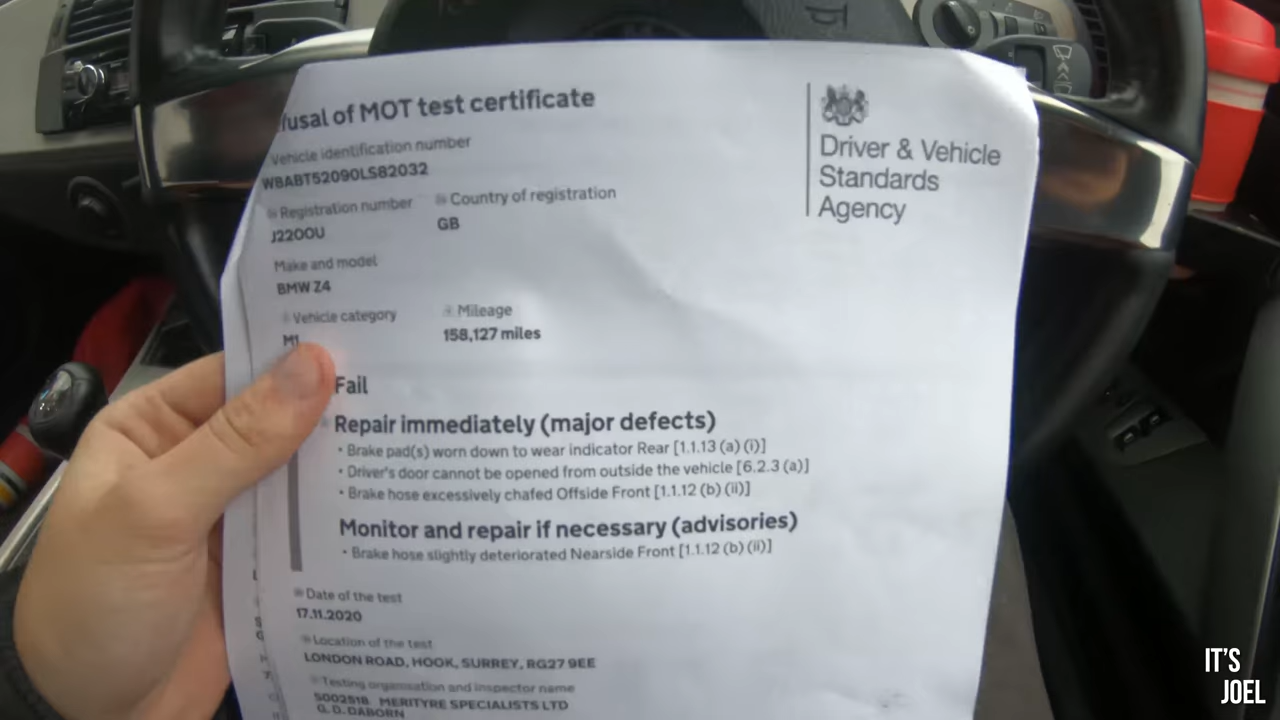 fusal of MOT test certificate
Driver & Vehicle
Standards
Agency
Vehicle identification number
WBABT52090LS82032
Registration number
Country of registration
J220OU
GB
Make and model
BMW Z4
Vehicle category
Mileage
M1
158,127 miles
Fail
Repair immediately (major defects)
• Brake pad(s) worn down to wear indicator Rear [1.1.13 (a) (i)]
• Driver's door cannot be opened from outside the vehicle [6.2.3 (a)]
• Brake hose excessively chafed Offside Front [1.1.12 (b) (ii)]
Monitor and repair if necessary (advisories)
• Brake hose slightly deteriorated Nearside Front [1.1.12 (b) (ii)]
Date of the test
17.11.2020
Location of the test
LONDON ROAD, HOOK, SURREY, RG27 9EE
Testing organisation and inspector name
S002518 MERITYRE SPECIALISTS LTD
G. D. DABORN
IT'S
JOEL